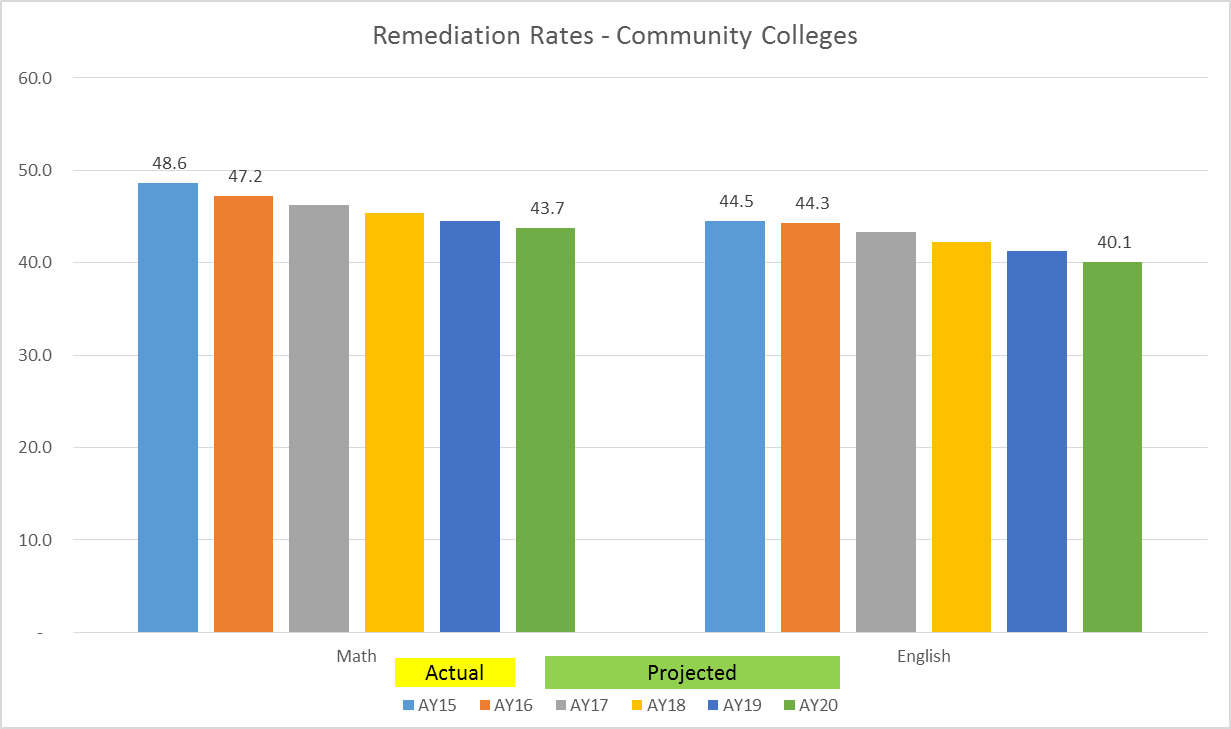 Remediation Rates - Community Colleges
60.0
50.0
40.0
30.0
20.0
10.0
-
48.6
47.2
43.7
44.5
44.3
40.1
Math
English
Actual
Projected
AY15 AY16 AY17 AY18 AY19 AY20